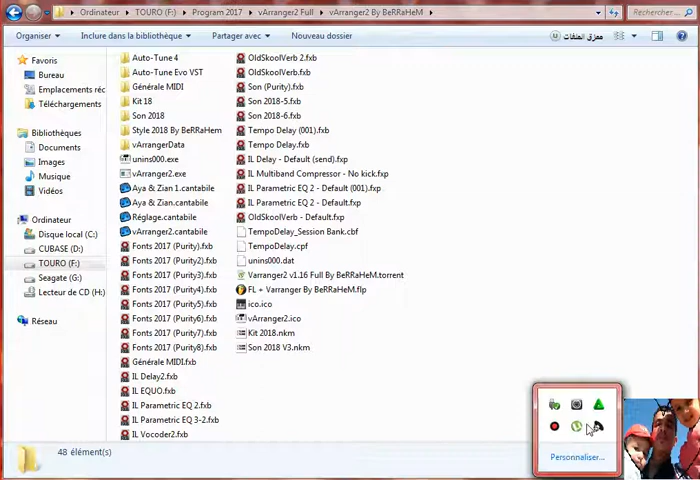 Ordinateur ▸ TOURO (F:) ▸ Program 2017 ▸ vArranger2 Full ▸ vArranger2 By BeRRaHeM ▸
Rechercher...
Organiser
Inclure dans la bibliothèque
Partager avec
Nouveau dossier
ممزق الملفات
Favoris
Bureau
Emplacements réc
Téléchargements
Bibliothèques
Documents
Images
Musique
Vidéos
Ordinateur
Disque local (C:)
CUBASE (D:)
TOURO (F:)
Seagate (G:)
Lecteur de CD (H:)
Réseau
Auto-Tune 4
Auto-Tune Evo VST
Générale MIDI
Kit 18
Son 2018
Style 2018 By BeRRaHem
vArrangerData
unins000.exe
vArranger2.exe
Aya & Zian 1.cantabile
Aya & Zian.cantabile
Réglage.cantabile
vArranger2.cantabile
Fonts 2017 (Purity).fxb
Fonts 2017 (Purity2).fxb
Fonts 2017 (Purity3).fxb
Fonts 2017 (Purity4).fxb
Fonts 2017 (Purity5).fxb
Fonts 2017 (Purity6).fxb
Fonts 2017 (Purity7).fxb
Fonts 2017 (Purity8).fxb
Générale MIDI.fxb
IL Delay2.fxb
IL EQUO.fxb
IL Parametric EQ 2.fxb
IL Parametric EQ 3-2.fxb
IL Vocoder2.fxb
OldSkoolVerb 2.fxb
OldSkoolVerb.fxb
Son (Purity).fxb
Son 2018-5.fxb
Son 2018-6.fxb
Tempo Delay (001).fxb
Tempo Delay.fxb
IL Delay - Default (send).fxp
IL Multiband Compressor - No kick.fxp
IL Parametric EQ 2 - Default (001).fxp
IL Parametric EQ 2 - Default.fxp
OldSkoolVerb - Default.fxp
TempoDelay_Session Bank.cbf
TempoDelay.cpf
unins000.dat
Varranger2 v1.16 Full By BeRRaHeM.torrent
FL + Varranger By BeRRaHeM.flp
ico.ico
vArranger2.ico
Kit 2018.nkm
Son 2018 V3.nkm
Personnaliser...
48 élément(s)